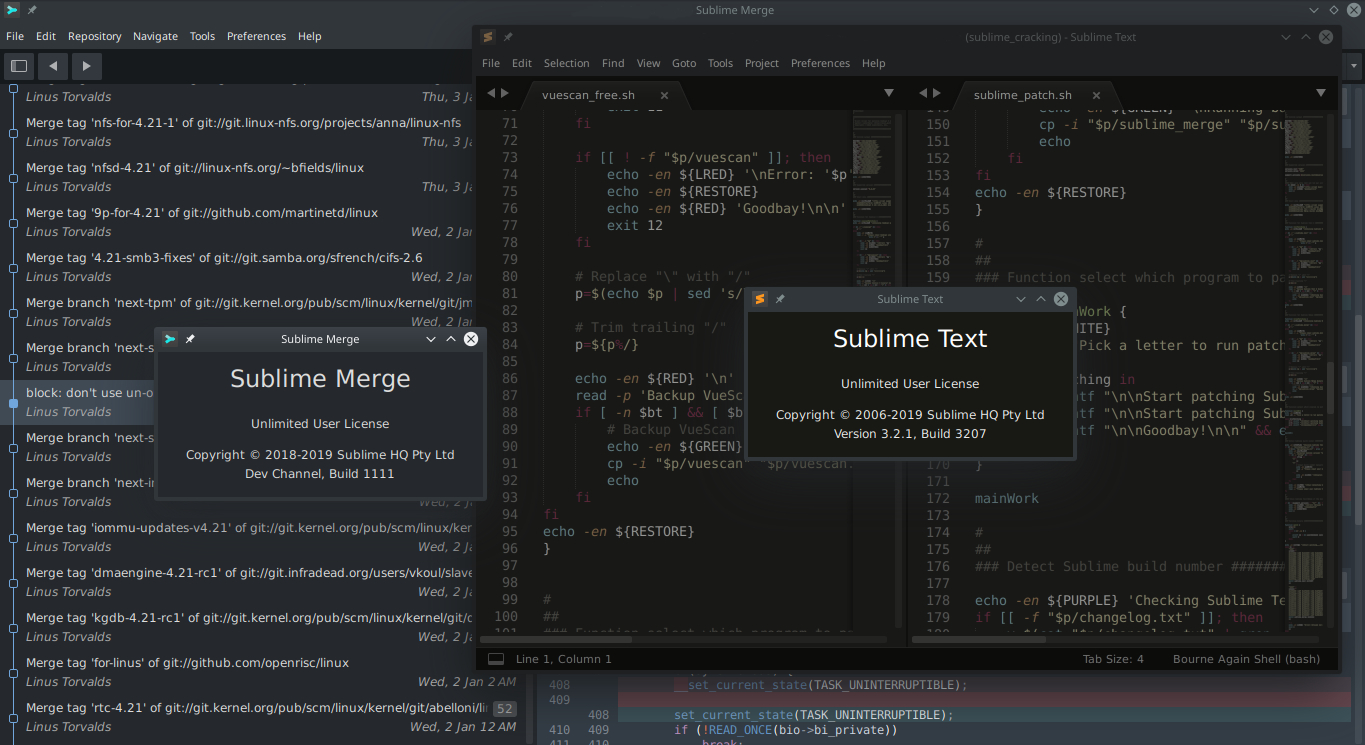 Sublime Merge
File Edit Repository Navigate Tools Preferences Help
Linus Torvalds Thu, 3 Ja
Merge tag 'nfs-for-4.21-1' of git://git.linux-nfs.org/projects/anna/linux-nfs
Linus Torvalds Thu, 3 Ja
Merge tag 'nfsd-4.21' of git://linux-nfs.org/~bfields/linux
Linus Torvalds Thu, 3 Ja
Merge tag '9p-for-4.21' of git://github.com/martinetd/linux
Linus Torvalds Wed, 2 Jan
Merge tag '4.21-smb3-fixes' of git://git.samba.org/sfrench/cifs-2.6
Linus Torvalds Wed, 2 Jan
Merge branch 'next-tpm' of git://git.kernel.org/pub/scm/linux/kernel/git/jm
Linus Torvalds Wed, 2 Jan
Merge branch 'next-s
Linus Torvalds
block: don't use un-o
Linus Torvalds
Merge branch 'next-s
Linus Torvalds
Merge branch 'next-in
Linus Torvalds Wed, 2 Ja
Merge tag 'iommu-updates-v4.21' of git://git.kernel.org/pub/scm/linux/ker
Linus Torvalds Wed, 2 Jan
Merge tag 'dmaengine-4.21-rc1' of git://git.infradead.org/users/vkoul/slave
Linus Torvalds Wed, 2 Jan
Merge tag 'kgdb-4.21-rc1' of git://git.kernel.org/pub/scm/linux/kernel/git/d
Linus Torvalds Wed, 2 Jan
Merge tag 'for-linus' of git://github.com/openrisc/linux
Linus Torvalds Wed, 2 Jan 2 AM
Merge tag 'rtc-4.21' of git://git.kernel.org/pub/scm/linux/kernel/git/abelloni/li 52
Linus Torvalds Wed, 2 Jan 12 AM
Sublime Merge
Sublime Merge
Unlimited User License
Copyright © 2018-2019 Sublime HQ Pty Ltd
Dev Channel, Build 1111
(sublime_cracking) - Sublime Text
File Edit Selection Find View Goto Tools Project Preferences Help
vuescan_free.sh
71 fi
72
73 if [[ ! -f "$p/vuescan" ]]; then
74 echo -en ${LRED} '\nError: '$p'
75 echo -en ${RESTORE}
76 echo -en ${RED} 'Goodbay!\n\n'
77 exit 12
78 fi
79
80 # Replace "\" with "/"
81 p=$(echo $p | sed 's/
82
83 # Trim trailing "/"
84 p=${p%/}
85
86 echo -en ${RED} '\n'
87 read -p 'Backup VueSc
88 if [ -n $bt ] && [ $b
89 # Backup VueScan
90 echo -en ${GREEN}
91 cp -i "$p/vuescan" "$p/vuescan.
92 echo
93 fi
94 fi
95 echo -en ${RESTORE}
96 }
97
98
99 #
100 ##
sublime_patch.sh
150 cp -i "$p/sublime_merge" "$p/su
151 echo
152 fi
153 fi
154 echo -en ${RESTORE}
155 }
156
157 #
158 ##
159 ### Function select which program to pa
nWork {
ITE}
Pick a letter to run patch
ching in
tf "\n\nStart patching Sub
tf "\n\nStart patching Sub
tf "\n\nGoodbay!\n\n" && e
170 }
171
172 mainWork
173
174 #
175 ##
176 ### Detect Sublime build number #######
177
178 echo -en ${PURPLE} 'Checking Sublime Te
179 if [[ -f "$p/changelog.txt" ]]; then
Sublime Text
Sublime Text
Unlimited User License
Copyright © 2006-2019 Sublime HQ Pty Ltd
Version 3.2.1, Build 3207
Line 1, Column 1 Tab Size: 4 Bourne Again Shell (bash)
408 __set_current_state(TASK_UNINTERRUPTIBLE);
409
408 set_current_state(TASK_UNINTERRUPTIBLE);
410 409 if (!READ_ONCE(bio->bi_private))
411 410 break;